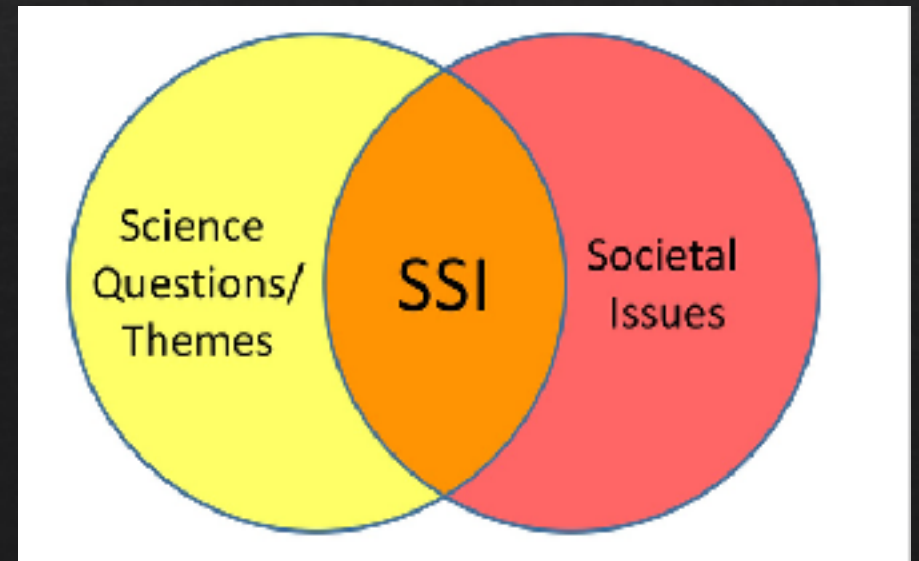 Science
Questions/
Themes
SSI
Societal
Issues